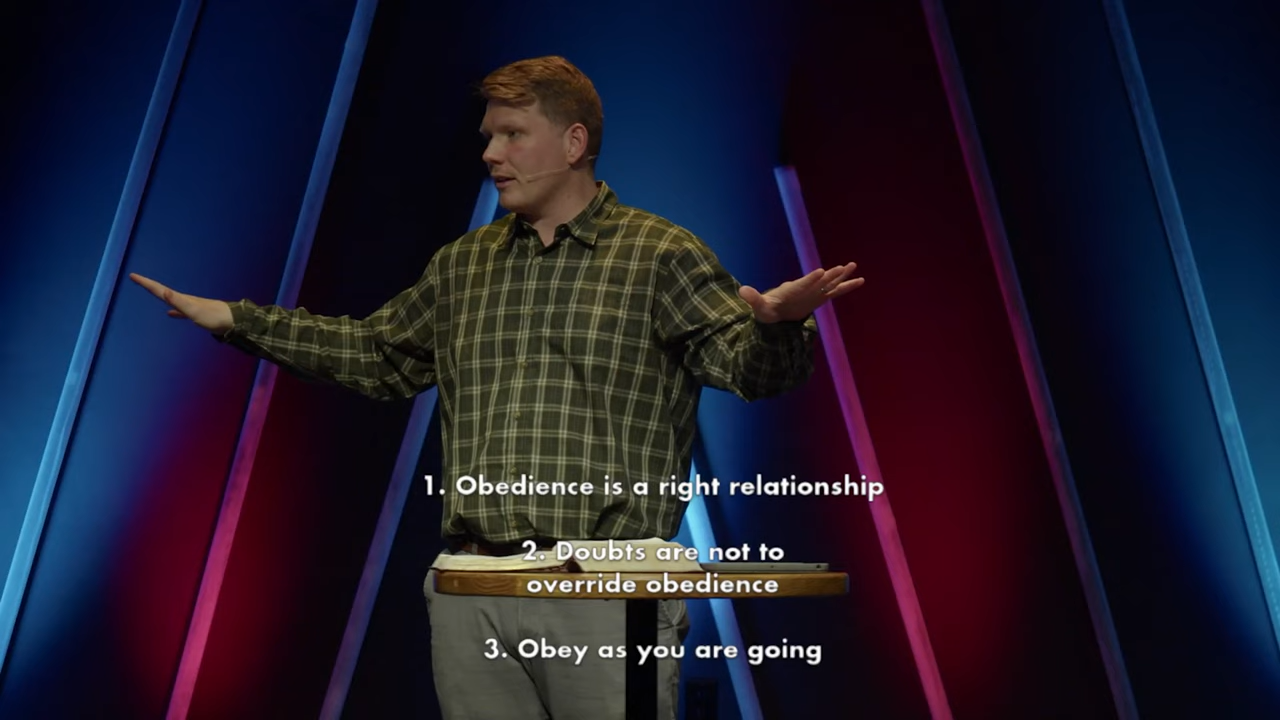 1. Obedience is a right relationship
2. Doubts are not to
override obedience
3. Obey as you are going